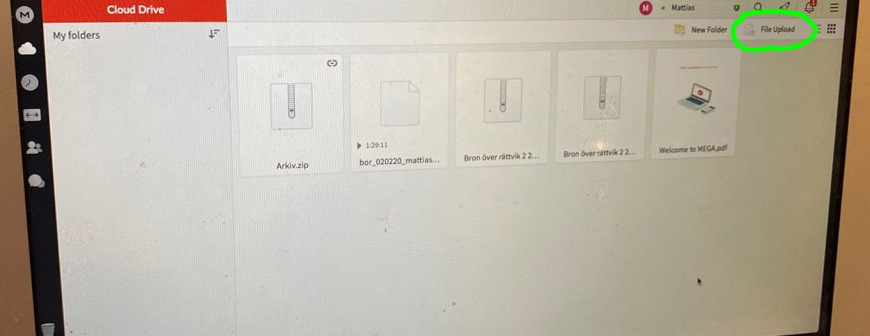 M
Cloud Drive
M Mattias
My folders
New Folder
File Upload
1:29:11
Arkiv.zip
bor_020220_mattias...
Bron över rättvik 2 2...
Bron över rättvik 2 2...
Welcome to MEGA.pdf